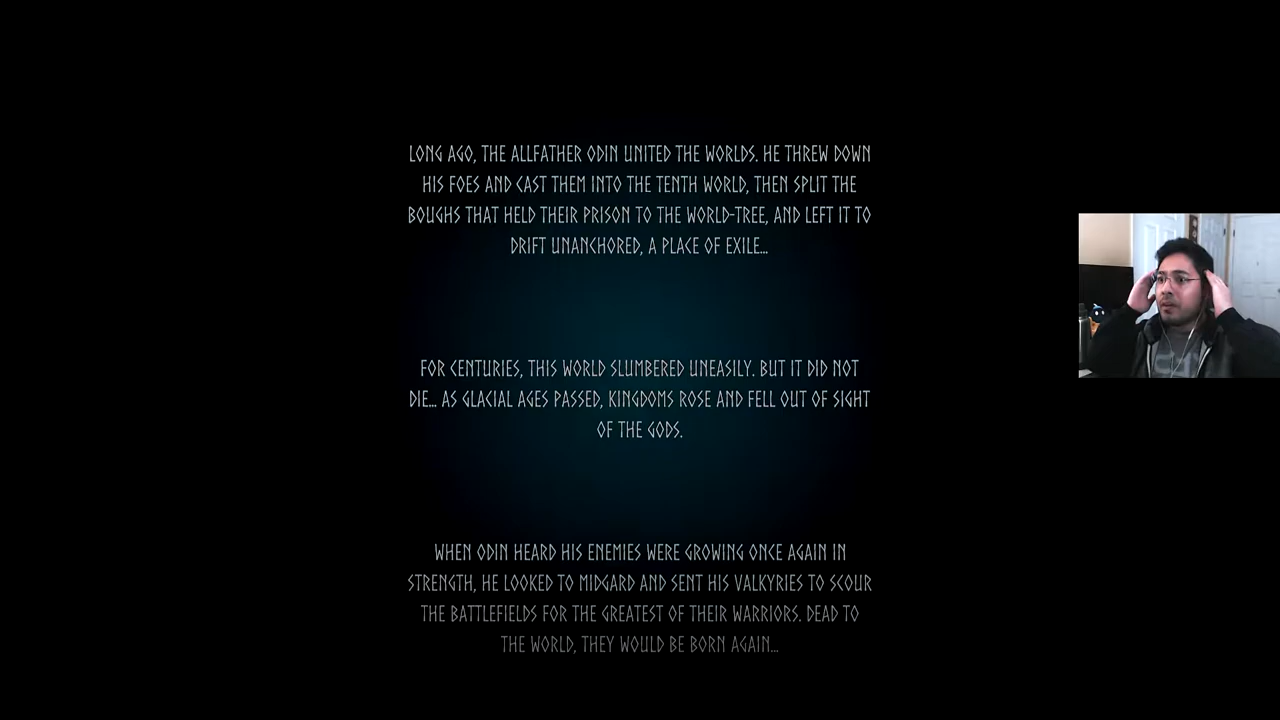 LONG AGO, THE ALLFATHER ODIN UNITED THE WORLDS. HE THREW DOWN
HIS FOES AND CAST THEM INTO THE TENTH WORLD, THEN SPLIT THE
BOUGHS THAT HELD THEIR PRISON TO THE WORLD-TREE, AND LEFT IT TO
DRIFT UNANCHORED, A PLACE OF EXILE...
FOR CENTURIES, THIS WORLD SLUMBERED UNEASILY. BUT IT DID NOT
DIE... AS GLACIAL AGES PASSED, KINGDOMS ROSE AND FELL OUT OF SIGHT
OF THE GODS.
WHEN ODIN HEARD HIS ENEMIES WERE GROWING ONCE AGAIN IN
STRENGTH, HE LOOKED TO MIDGARD AND SENT HIS VALKYRIES TO SCOUR
THE BATTLEFIELDS FOR THE GREATEST OF THEIR WARRIORS. DEAD TO
THE WORLD, THEY WOULD BE BORN AGAIN...